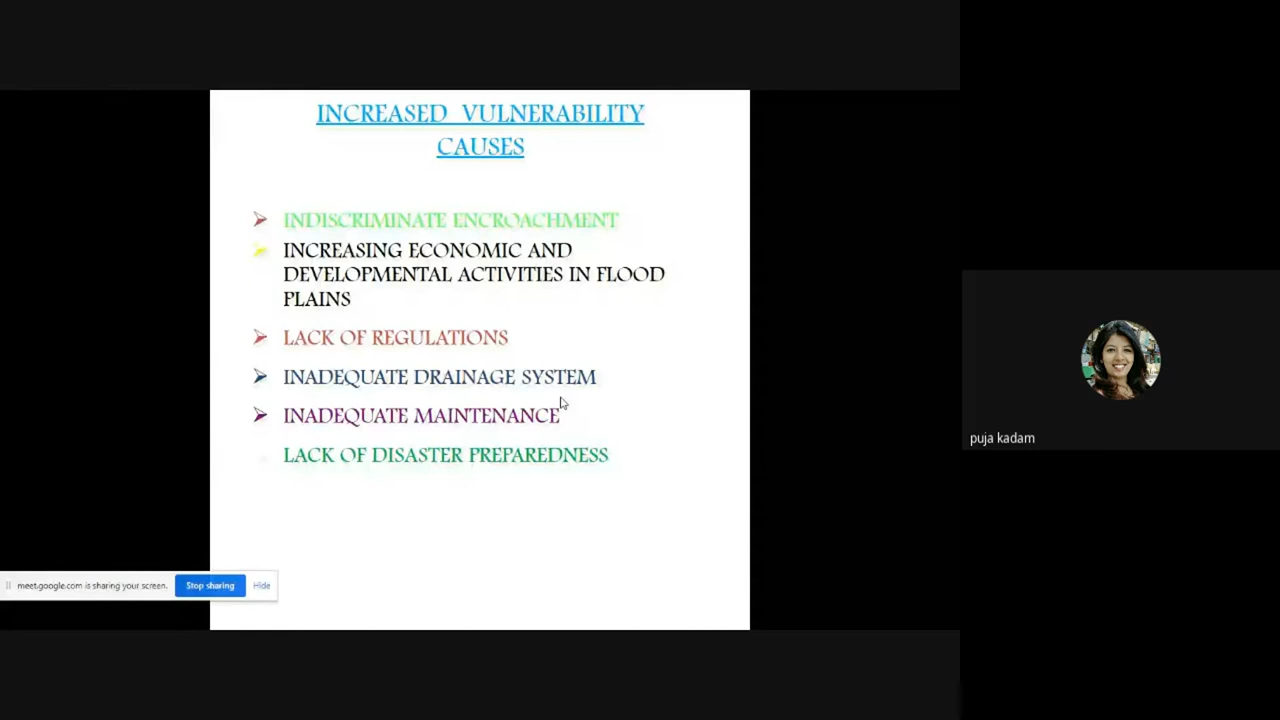 INCREASED VULNERABILITY
CAUSES
INDISCRIMINATE ENCROACHMENT
INCREASING ECONOMIC AND
DEVELOPMENTAL ACTIVITIES IN FLOOD
PLAINS
LACK OF REGULATIONS
INADEQUATE DRAINAGE SYSTEM
INADEQUATE MAINTENANCE
LACK OF DISASTER PREPAREDNESS
puja kadam
meet.google.com is sharing your screen. Stop sharing Hide